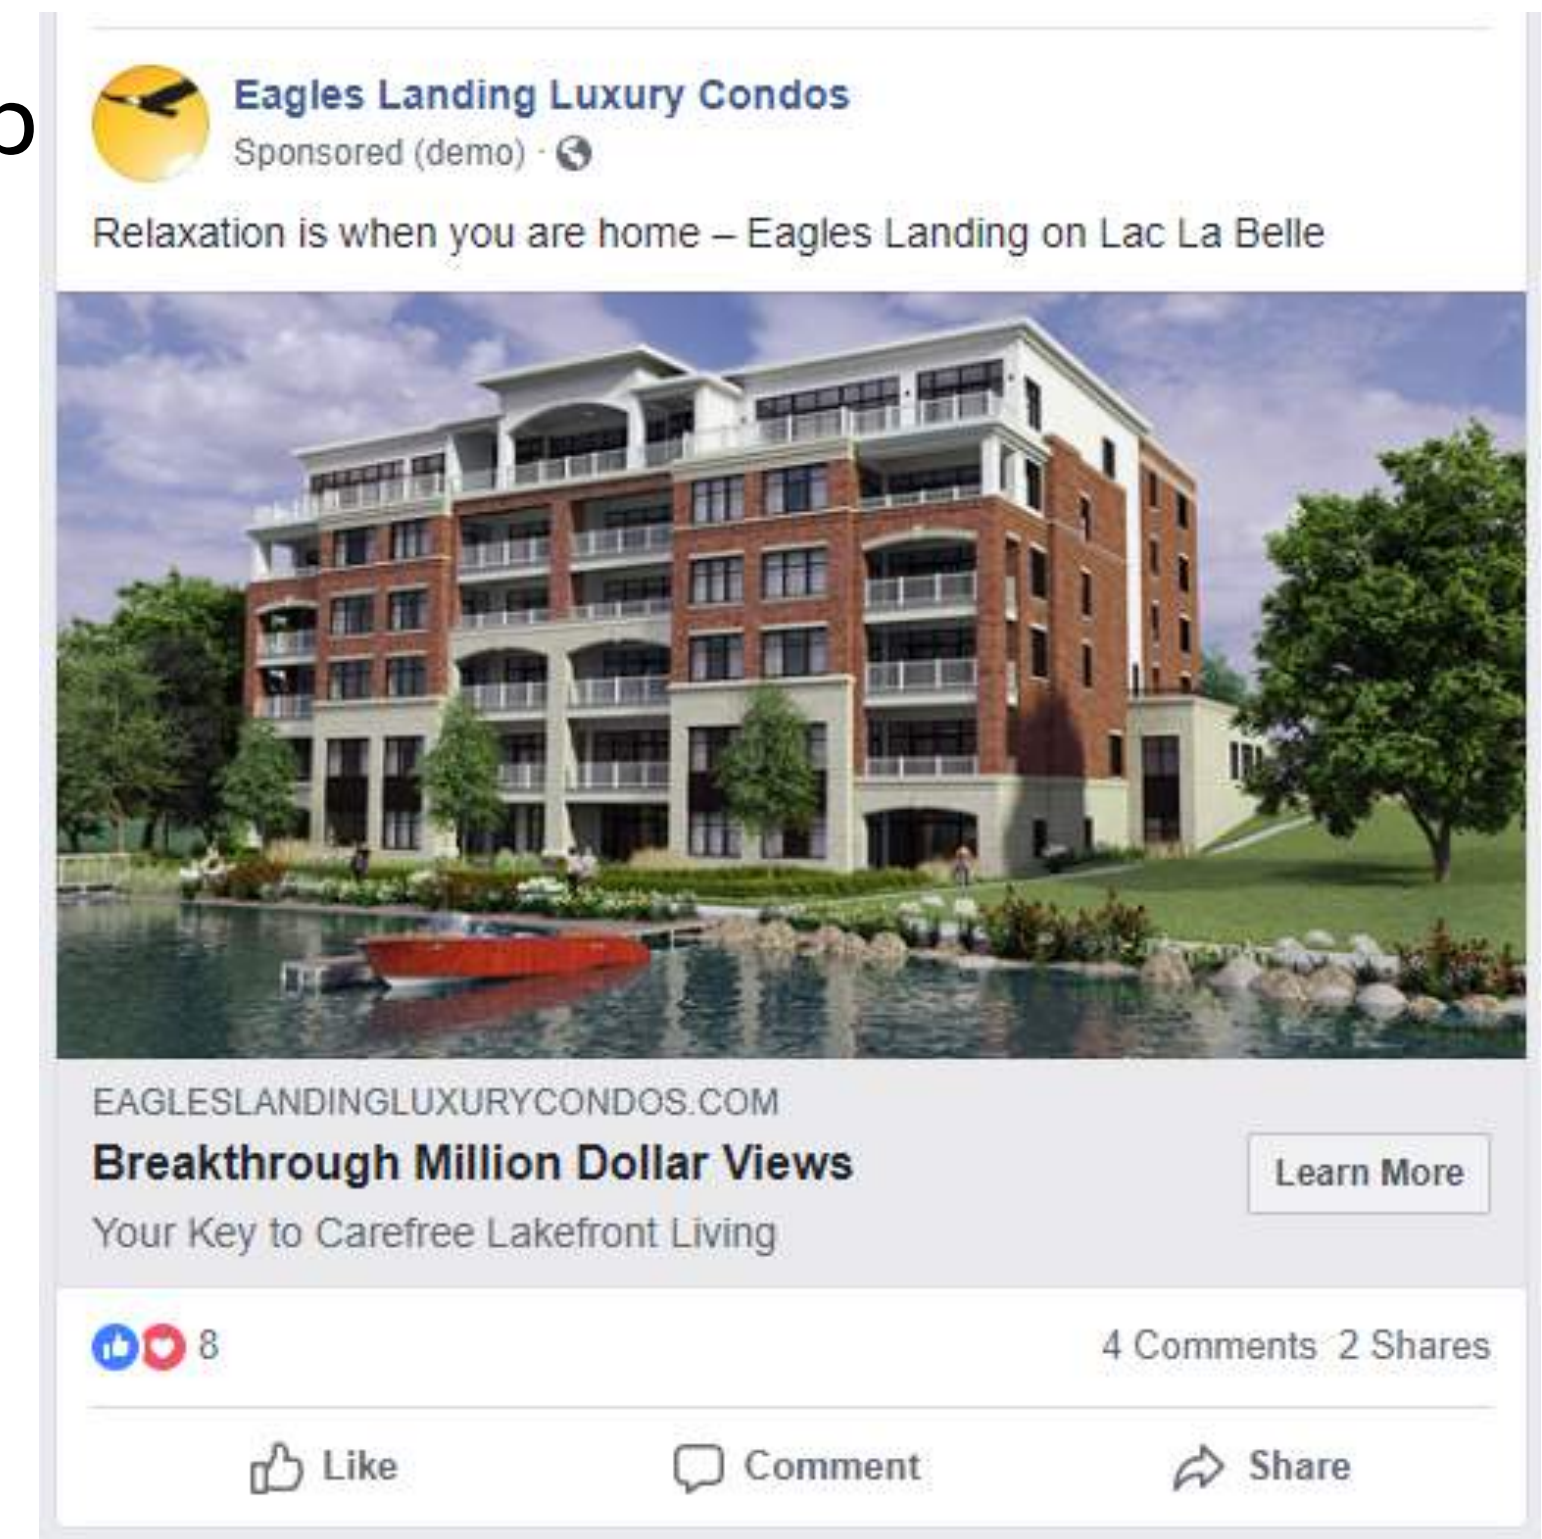 Eagles Landing Luxury Condos
Sponsored (demo) ·
Relaxation is when you are home – Eagles Landing on Lac La Belle
EAGLESLANDINGLUXURYCONDOS.COM
Breakthrough Million Dollar Views
Learn More
Your Key to Carefree Lakefront Living
8
4 Comments 2 Shares
Like
Comment
Share